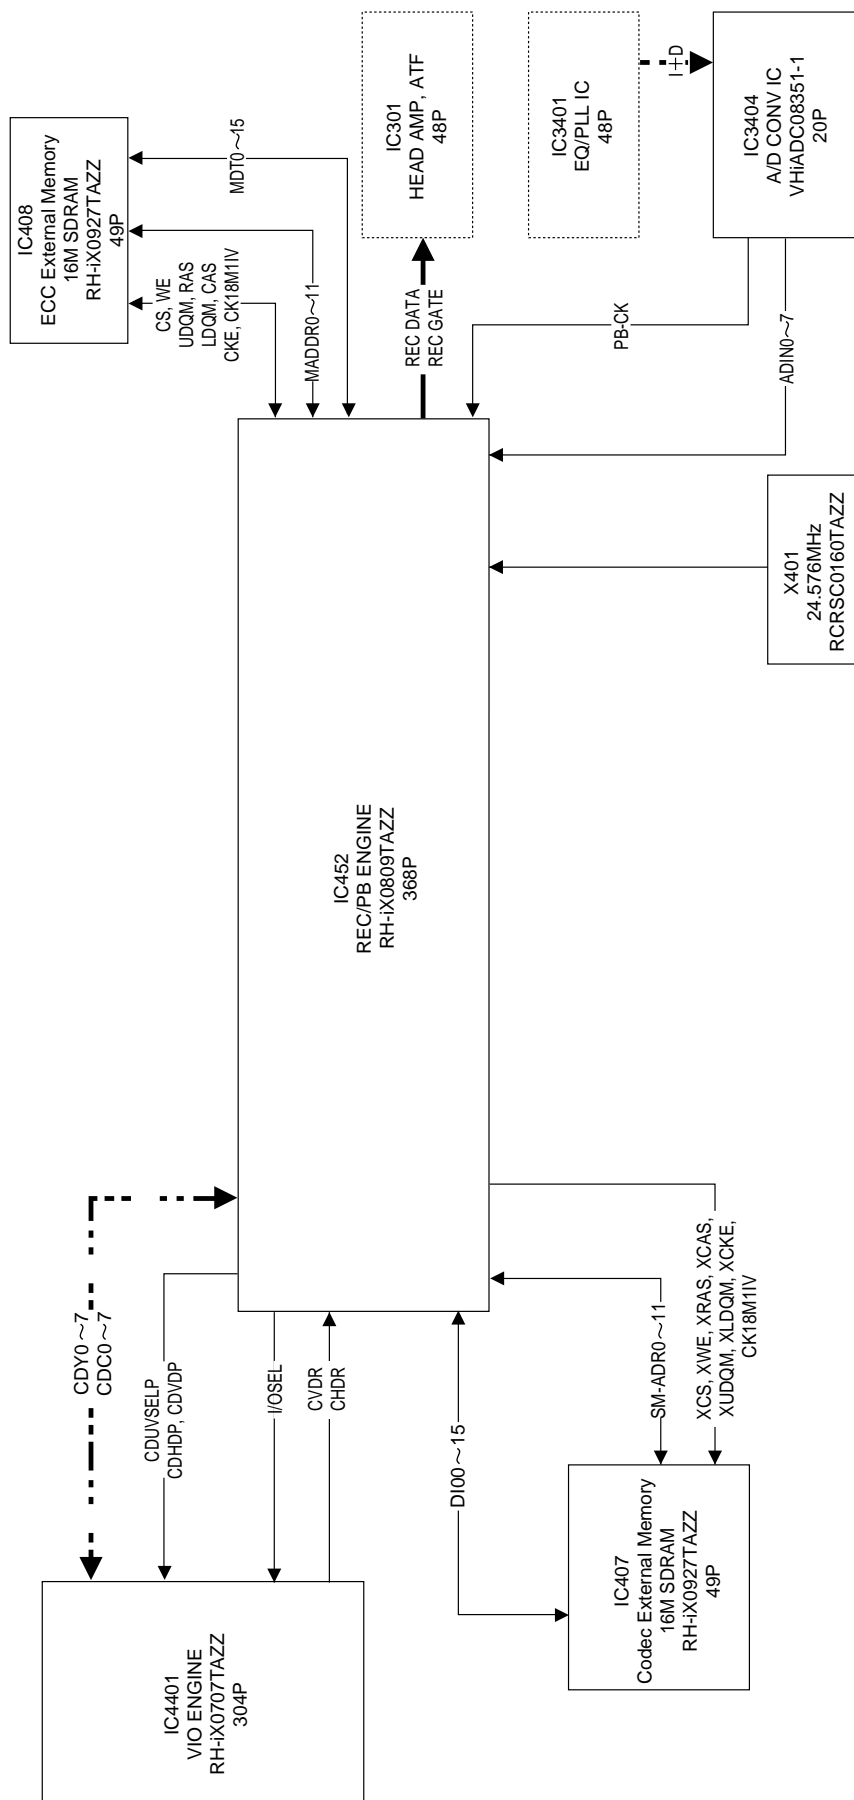 IC4401
VIO ENGINE
RH-iX0707TAZZ
304P
CDY0～7
CDC0～7
CDUVSELP
CDHDP, CDVDP
I/OSEL
CVDR
CHDR
DI00～15
IC407
Codec External Memory
16M SDRAM
RH-iX0927TAZZ
49P
SM-ADR0～11
XCS, XWE, XRAS, XCAS,
XUDQM, XLDQM, XCKE,
CK18M1IV
IC452
REC/PB ENGINE
RH-iX0809TAZZ
368P
X401
24.576MHz
RCRSC0160TAZZ
IC408
ECC External Memory
16M SDRAM
RH-iX0927TAZZ
49P
CS, WE
UDQM, RAS
LDQM, CAS
CKE, CK18M1IV
MADDR0～11
MDT0～15
REC DATA
REC GATE
IC301
HEAD AMP, ATF
48P
IC3401
EQ/PLL IC
48P
I+D
IC3404
A/D CONV IC
VHiADC08351-1
20P
PB-CK
ADIN0～7